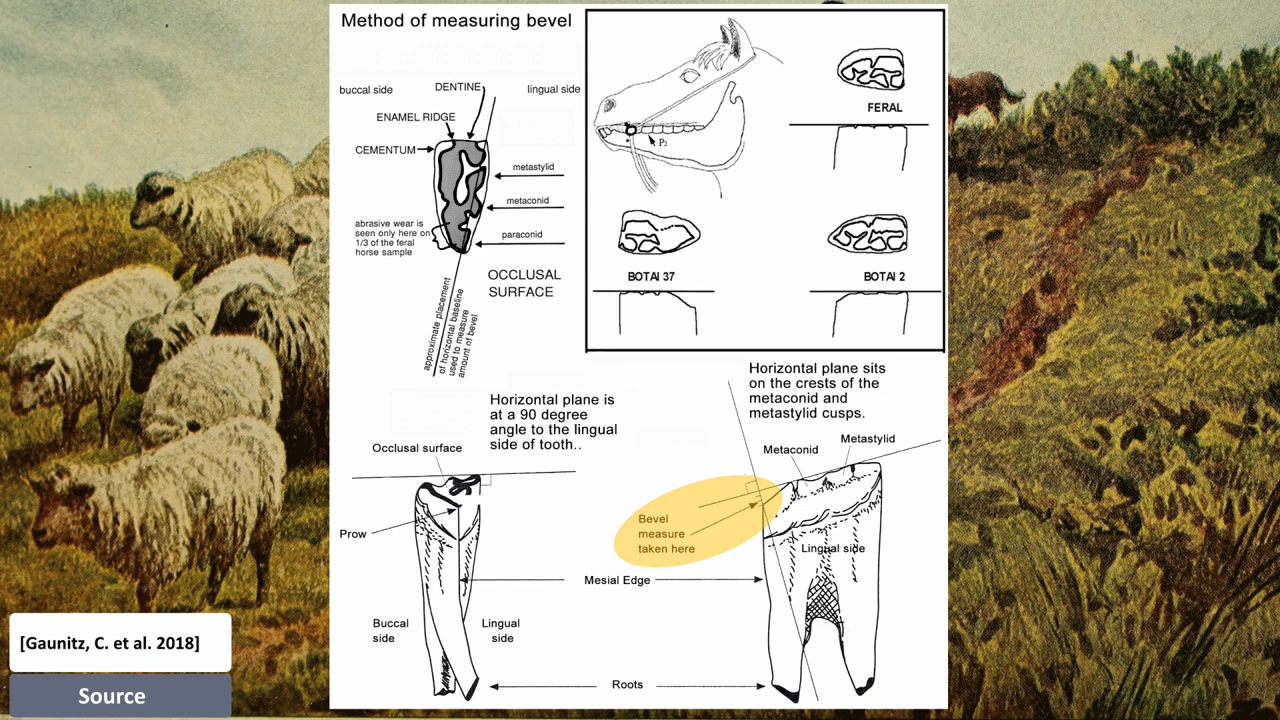 Method of measuring bevel
buccal side
DENTINE
lingual side
ENAMEL RIDGE
CEMENTUM
metastylid
metaconid
abrasive wear is
seen only here on
1/3 of the feral
horse sample
paraconid
OCCLUSAL
SURFACE
approximate placement
of horizontal baseline
used to measure
amount of bevel
P2
FERAL
BOTAI 37
BOTAI 2
Horizontal plane is
at a 90 degree
angle to the lingual
side of tooth..
Horizontal plane sits
on the crests of the
metaconid and
metastylid cusps.
Occlusal surface
Metaconid
Metastylid
Prow
Bevel
measure
taken here
Lingual side
Mesial Edge
Buccal
side
Lingual
side
Roots
[Gaunitz, C. et al. 2018]
Source